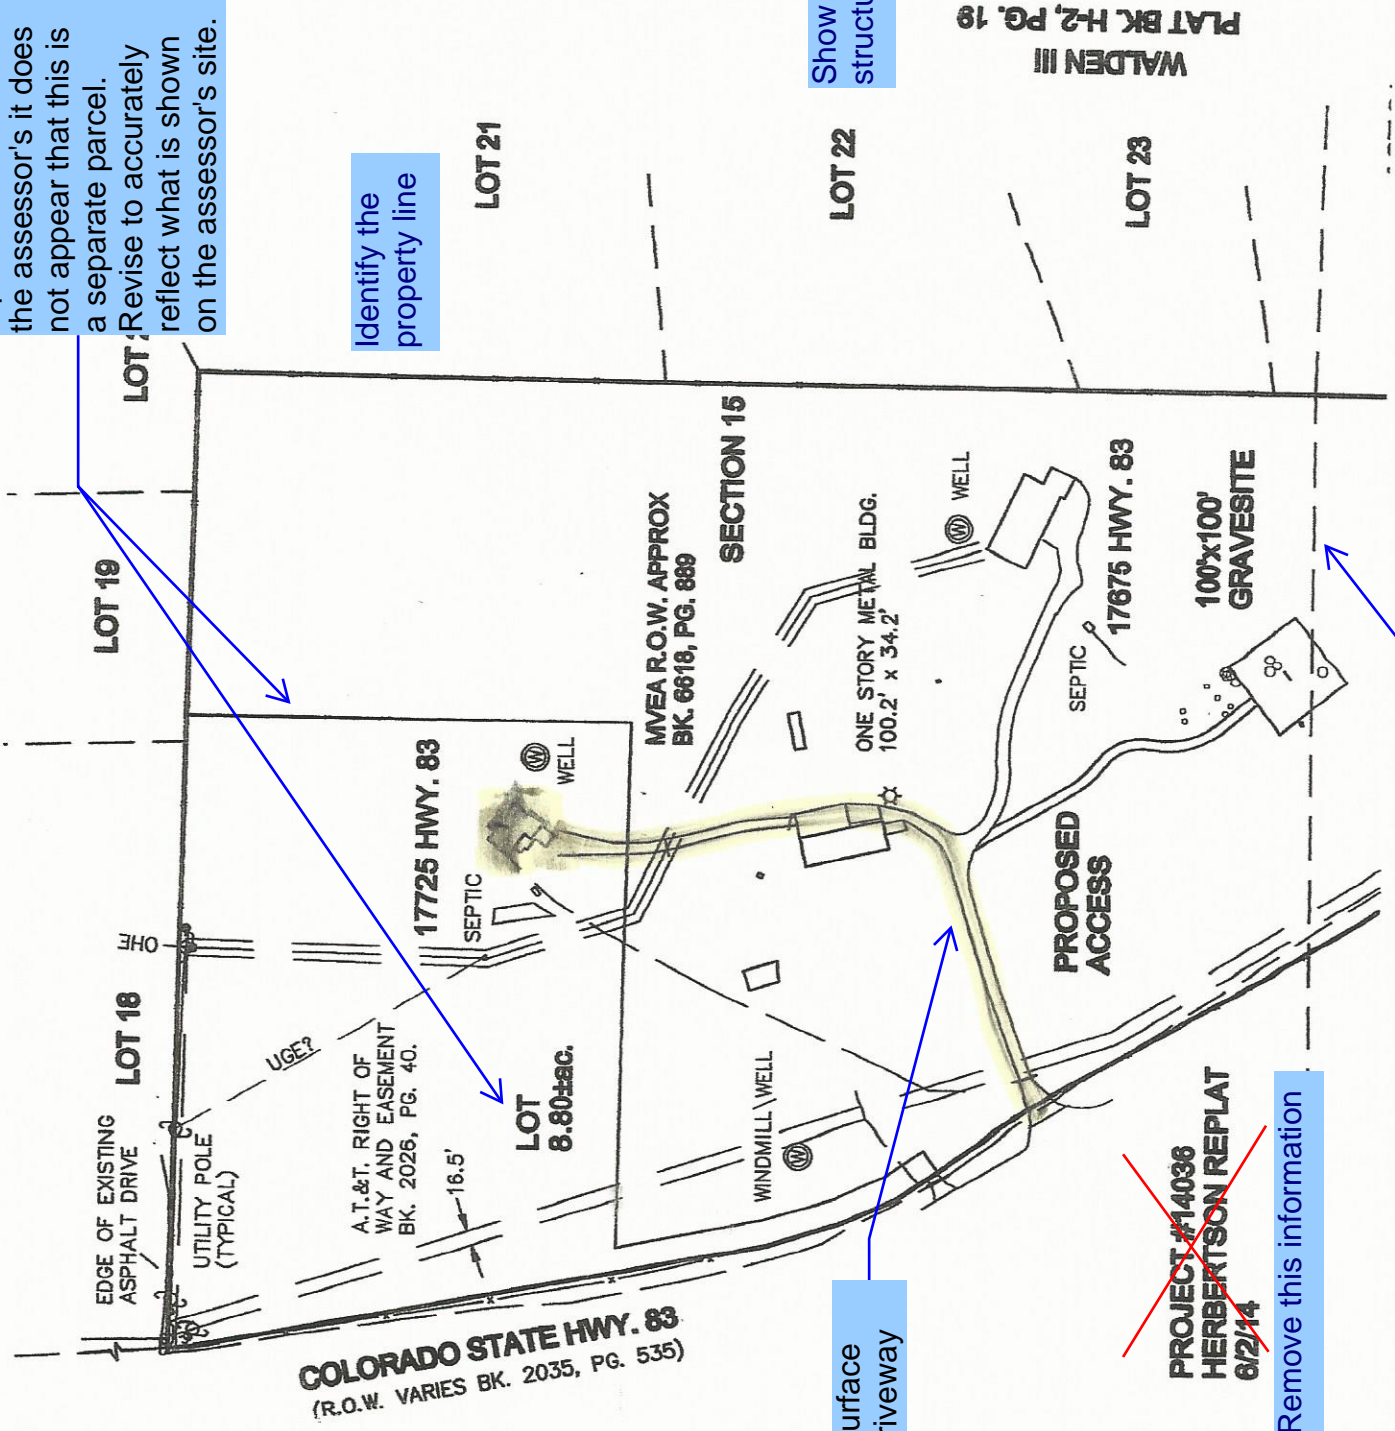 the assessor's it does
not appear that this is
a separate parcel.
Revise to accurately
reflect what is shown
on the assessor's site.
Identify the
property line
Show
structu
WALDEN III
PLAT BK. H-2, PG. 19
LOT 21
LOT 22
LOT 23
LOT
LOT 19
LOT 18
SECTION 15
MVEA R.O.W. APPROX
BK. 6618, PG. 889
ONE STORY METAL BLDG.
100.2' x 34.2'
W WELL
17675 HWY. 83
SEPTIC
100'x100'
GRAVESITE
17725 HWY. 83
W
WELL
SEPTIC
OHE
UGE?
EDGE OF EXISTING
ASPHALT DRIVE
UTILITY POLE
(TYPICAL)
A.T.&T. RIGHT OF
WAY AND EASEMENT
BK. 2026, PG. 40.
16.5'
LOT
8.80±ac.
WINDMILL WELL
W
PROPOSED
ACCESS
COLORADO STATE HWY. 83
(R.O.W. VARIES BK. 2035, PG. 535)
urface
riveway
PROJECT #14036
HERBERTSON REPLAT
6/2/14
Remove this information